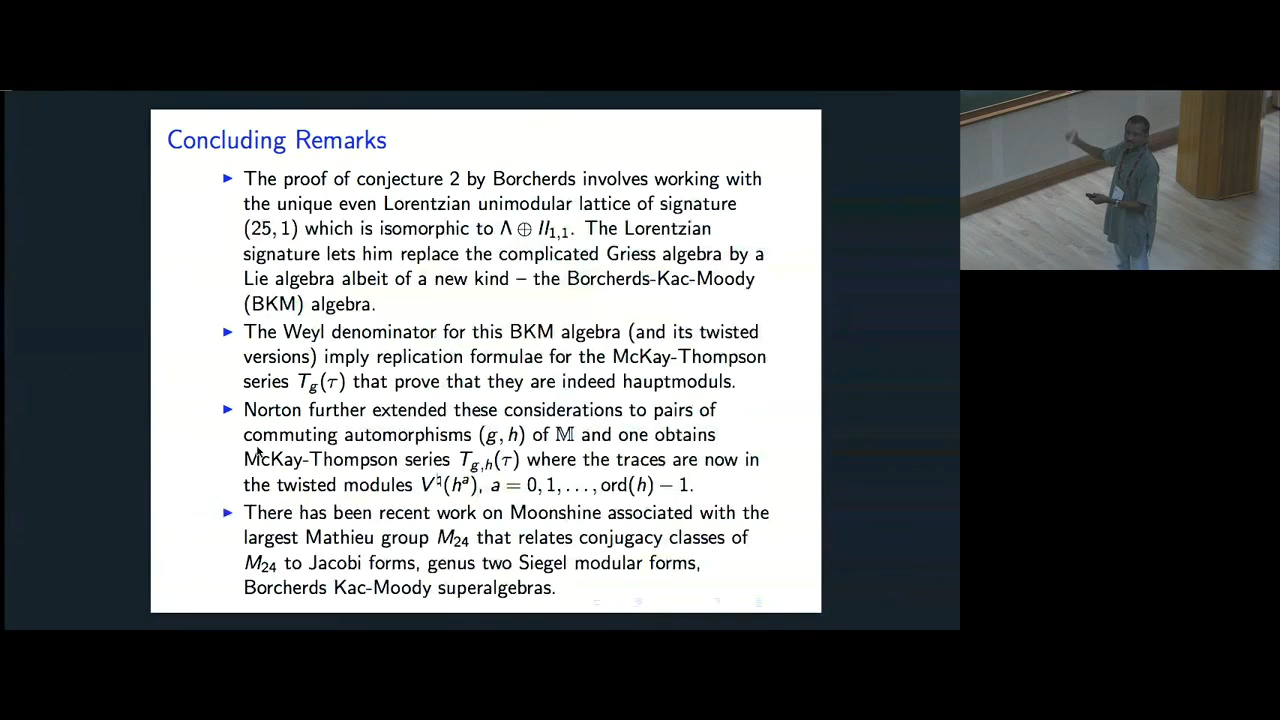 Concluding Remarks
▶ The proof of conjecture 2 by Borcherds involves working with
the unique even Lorentzian unimodular lattice of signature
(25, 1) which is isomorphic to Λ ⊕ II₁,₁. The Lorentzian
signature lets him replace the complicated Griess algebra by a
Lie algebra albeit of a new kind – the Borcherds-Kac-Moody
(BKM) algebra.
▶ The Weyl denominator for this BKM algebra (and its twisted
versions) imply replication formulae for the McKay-Thompson
series T_g(τ) that prove that they are indeed hauptmoduls.
▶ Norton further extended these considerations to pairs of
commuting automorphisms (g, h) of 𝕄 and one obtains
McKay-Thompson series T_{g,h}(τ) where the traces are now in
the twisted modules V^♮(h^a), a = 0, 1, . . . , ord(h) − 1.
▶ There has been recent work on Moonshine associated with the
largest Mathieu group M₂₄ that relates conjugacy classes of
M₂₄ to Jacobi forms, genus two Siegel modular forms,
Borcherds Kac-Moody superalgebras.